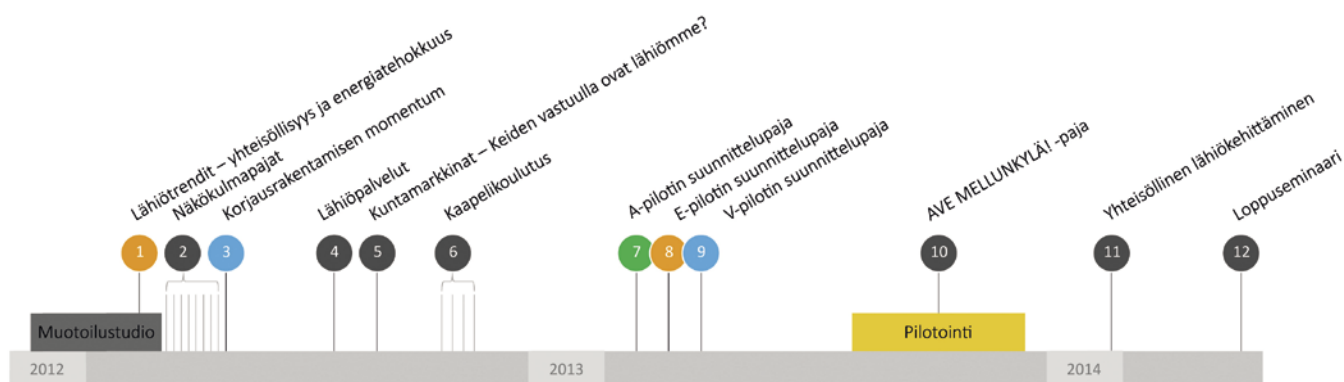 Lähiötrendit – yhteisöllisyys ja energiatehokkuus
Näkökulmapajat
Korjausrakentamisen momentum
Lähiöpalvelut
Kuntamarkkinat – Keiden vastuulla ovat lähiömme?
Kaapelikoulutus
A-pilotin suunnittelupaja
E-pilotin suunnittelupaja
V-pilotin suunnittelupaja
AVE MELLUNKYLÄ! -paja
Yhteisöllinen lähiökehittäminen
Loppuseminaari
1
2
3
4
5
6
7
8
9
10
11
12
Muotoilustudio
Pilotointi
2012
2013
2014